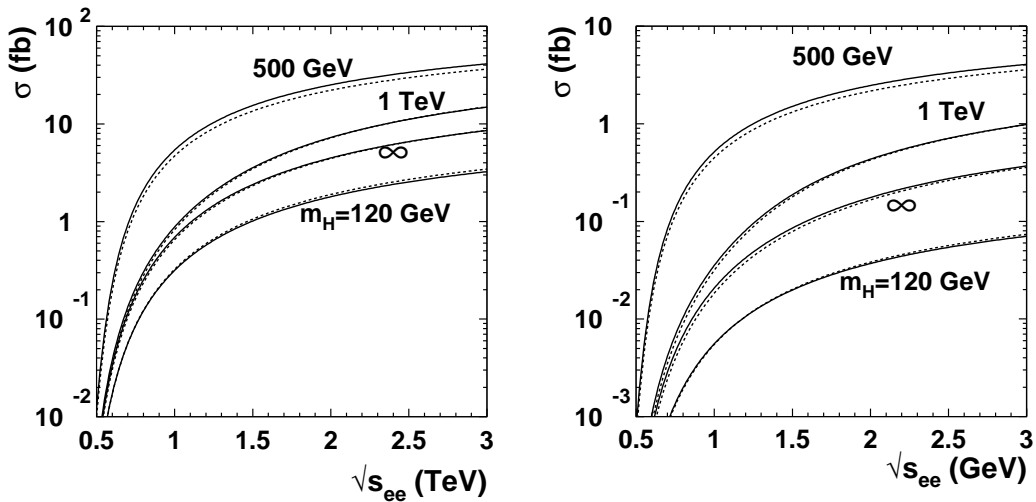 σ (fb)
10 2
10
1
10 -1
10 -2
500 GeV
1 TeV
∞
m_H=120 GeV
0.5 1 1.5 2 2.5 3
√s_ee (TeV)
σ (fb)
10
1
10 -1
10 -2
10 -3
500 GeV
1 TeV
∞
m_H=120 GeV
0.5 1 1.5 2 2.5 3
√s_ee (GeV)